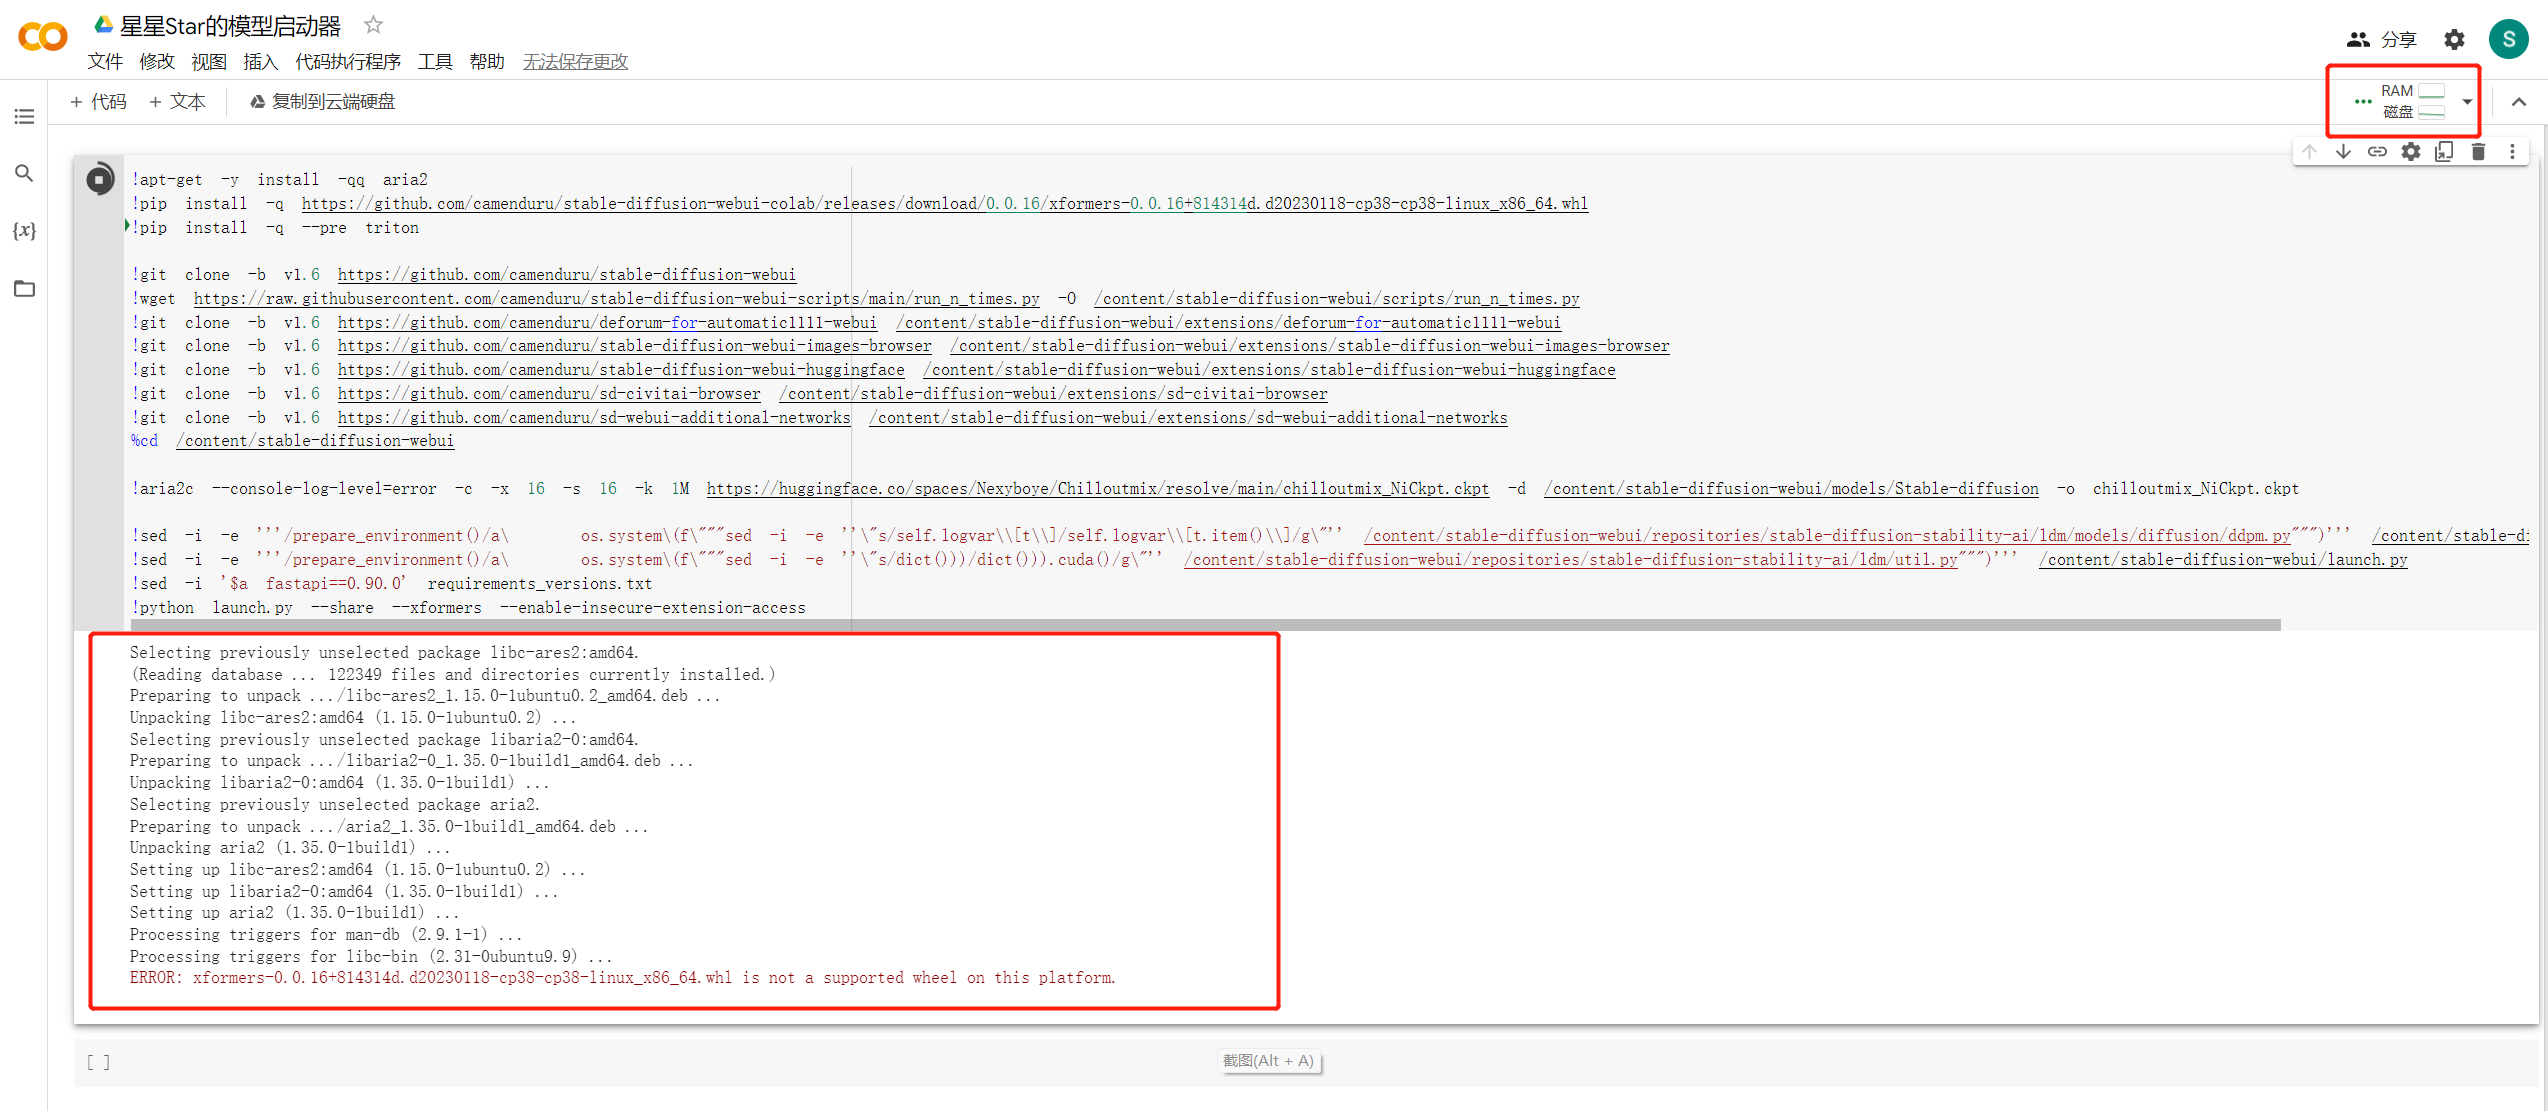 星星Star的模型启动器
文件 修改 视图 插入 代码执行程序 工具 帮助 无法保存更改
分享
S
+ 代码 + 文本 复制到云端硬盘
RAM
磁盘
{x}
!apt-get -y install -qq aria2
!pip install -q https://github.com/camenduru/stable-diffusion-webui-colab/releases/download/0.0.16/xformers-0.0.16+814314d.d20230118-cp38-cp38-linux_x86_64.whl
!pip install -q --pre triton
!git clone -b v1.6 https://github.com/camenduru/stable-diffusion-webui
!wget https://raw.githubusercontent.com/camenduru/stable-diffusion-webui-scripts/main/run_n_times.py -O /content/stable-diffusion-webui/scripts/run_n_times.py
!git clone -b v1.6 https://github.com/camenduru/deforum-for-automatic1111-webui /content/stable-diffusion-webui/extensions/deforum-for-automatic1111-webui
!git clone -b v1.6 https://github.com/camenduru/stable-diffusion-webui-images-browser /content/stable-diffusion-webui/extensions/stable-diffusion-webui-images-browser
!git clone -b v1.6 https://github.com/camenduru/stable-diffusion-webui-huggingface /content/stable-diffusion-webui/extensions/stable-diffusion-webui-huggingface
!git clone -b v1.6 https://github.com/camenduru/sd-civitai-browser /content/stable-diffusion-webui/extensions/sd-civitai-browser
!git clone -b v1.6 https://github.com/camenduru/sd-webui-additional-networks /content/stable-diffusion-webui/extensions/sd-webui-additional-networks
%cd /content/stable-diffusion-webui
!aria2c --console-log-level=error -c -x 16 -s 16 -k 1M https://huggingface.co/spaces/Nexyboye/Chilloutmix/resolve/main/chilloutmix_NiCkpt.ckpt -d /content/stable-diffusion-webui/models/Stable-diffusion -o chilloutmix_NiCkpt.ckpt
!sed -i -e '''/prepare_environment()/a\ os.system\(f\"""sed -i -e ''\"s/self.logvar\\[t\\]/self.logvar\\[t.item()\\]/g\"'' /content/stable-diffusion-webui/repositories/stable-diffusion-stability-ai/ldm/models/diffusion/ddpm.py""")''' /content/stable-di
!sed -i -e '''/prepare_environment()/a\ os.system\(f\"""sed -i -e ''\"s/dict()))/dict())).cuda()/g\"'' /content/stable-diffusion-webui/repositories/stable-diffusion-stability-ai/ldm/util.py""")''' /content/stable-diffusion-webui/launch.py
!sed -i '$a fastapi==0.90.0' requirements_versions.txt
!python launch.py --share --xformers --enable-insecure-extension-access
Selecting previously unselected package libc-ares2:amd64.
(Reading database ... 122349 files and directories currently installed.)
Preparing to unpack .../libc-ares2_1.15.0-1ubuntu0.2_amd64.deb ...
Unpacking libc-ares2:amd64 (1.15.0-1ubuntu0.2) ...
Selecting previously unselected package libaria2-0:amd64.
Preparing to unpack .../libaria2-0_1.35.0-1build1_amd64.deb ...
Unpacking libaria2-0:amd64 (1.35.0-1build1) ...
Selecting previously unselected package aria2.
Preparing to unpack .../aria2_1.35.0-1build1_amd64.deb ...
Unpacking aria2 (1.35.0-1build1) ...
Setting up libc-ares2:amd64 (1.15.0-1ubuntu0.2) ...
Setting up libaria2-0:amd64 (1.35.0-1build1) ...
Setting up aria2 (1.35.0-1build1) ...
Processing triggers for man-db (2.9.1-1) ...
Processing triggers for libc-bin (2.31-0ubuntu9.9) ...
ERROR: xformers-0.0.16+814314d.d20230118-cp38-cp38-linux_x86_64.whl is not a supported wheel on this platform.
[ ]
截图(Alt + A)